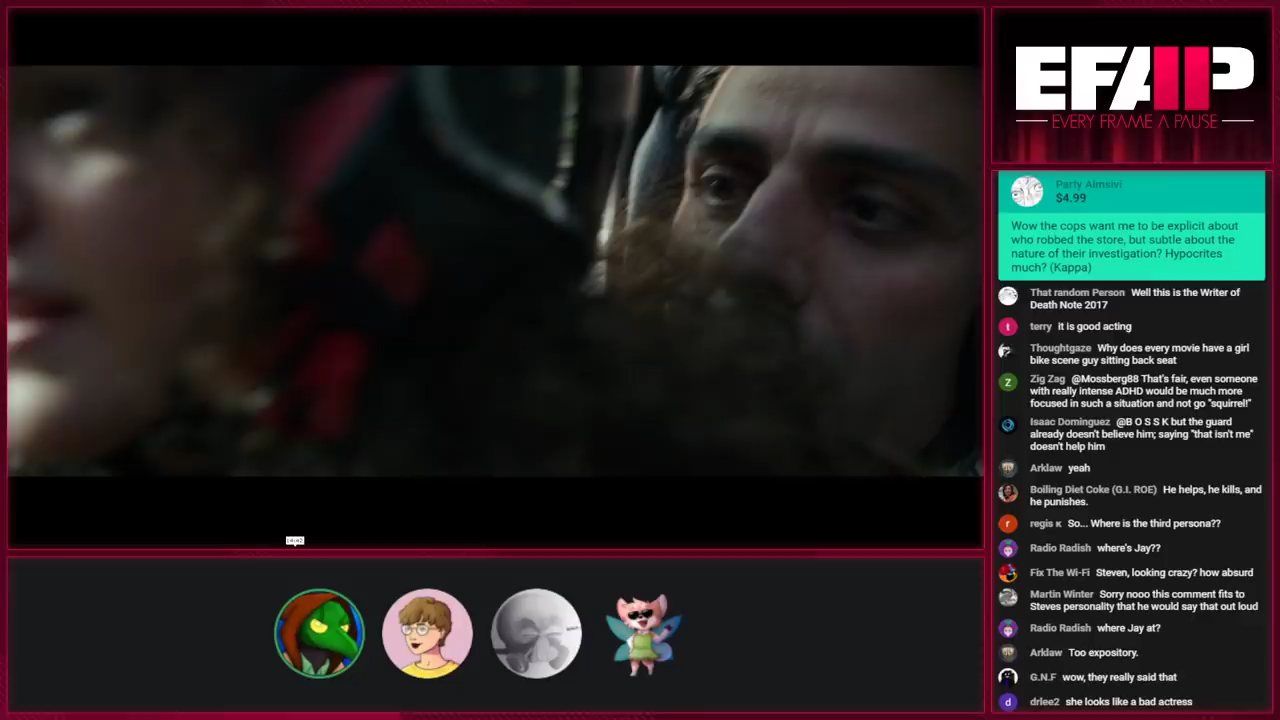 EFAP
EVERY FRAME A PAUSE
Party Almsivi
$4.99
Wow the cops want me to be explicit about
who robbed the store, but subtle about the
nature of their investigation? Hypocrites
much? (Kappa)
That random Person Well this is the Writer of
Death Note 2017
t terry it is good acting
Thoughtgaze Why does every movie have a girl
bike scene guy sitting back seat
Z Zig Zag @Mossberg88 That's fair, even someone
with really intense ADHD would be much more
focused in such a situation and not go "squirrel!"
Isaac Dominguez @B O S S K but the guard
already doesn't believe him; saying "that isn't me"
doesn't help him
Arklaw yeah
Boiling Diet Coke (G.I. ROE) He helps, he kills, and
he punishes.
r regis ĸ So... Where is the third persona??
Radio Radish where's Jay??
Fix The Wi-Fi Steven, looking crazy? how absurd
Martin Winter Sorry nooo this comment fits to
Steves personality that he would say that out loud
Radio Radish where Jay at?
Arklaw Too expository.
G.N.F wow, they really said that
d drlee2 she looks like a bad actress
14:42